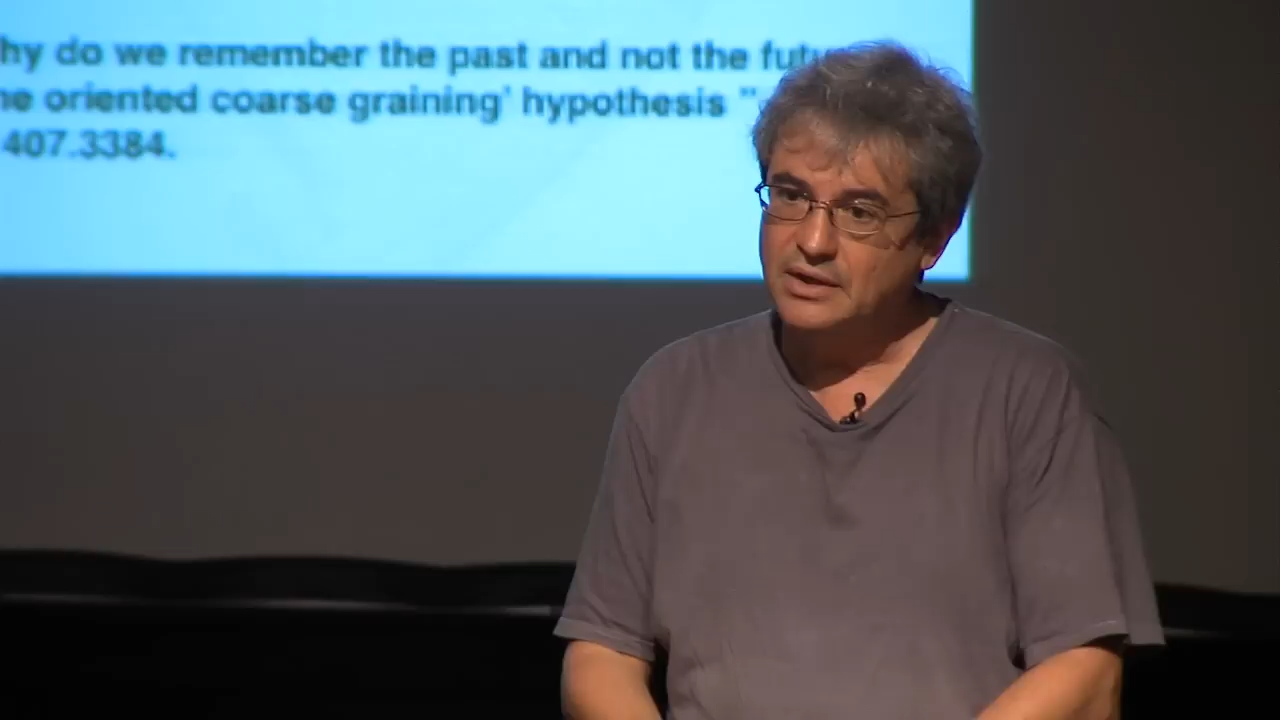 hy do we remember the past and not the futu
ne oriented coarse graining' hypothesis "
407.3384.